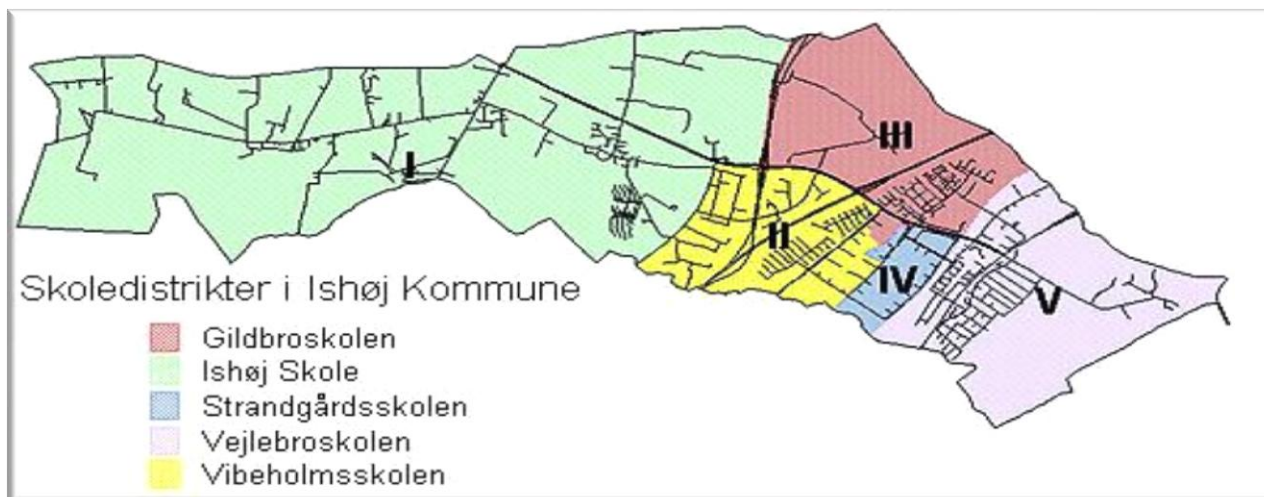 III
I
II
IV
V
Skoledistrikter i Ishøj Kommune
Gildbroskolen
Ishøj Skole
Strandgårdsskolen
Vejlebroskolen
Vibeholmsskolen